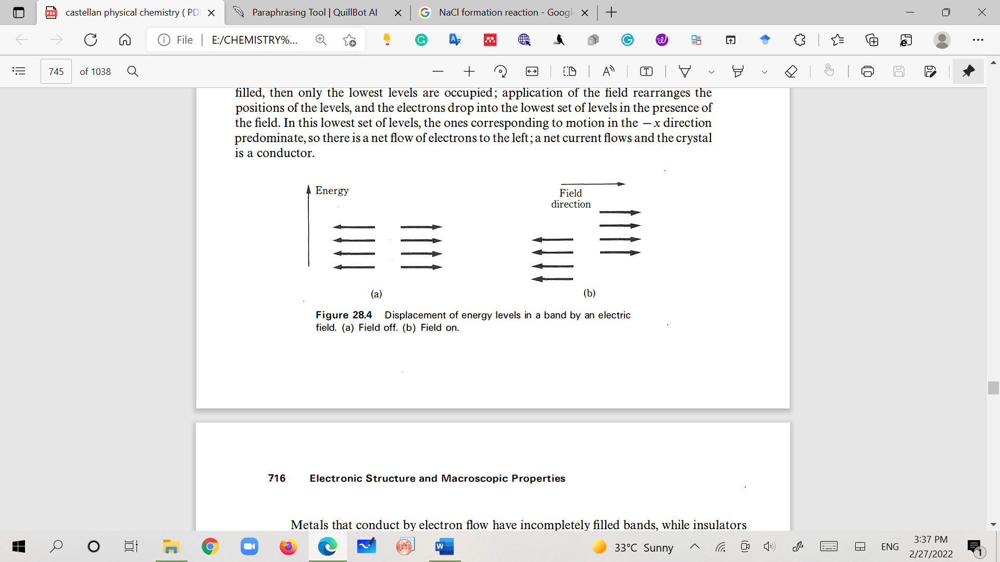 castellan physical chemistry ( PD
Paraphrasing Tool | QuillBot AI
NaCl formation reaction - Googl
File
E:/CHEMISTRY%...
745
of 1038
filled, then only the lowest levels are occupied; application of the field rearranges the
positions of the levels, and the electrons drop into the lowest set of levels in the presence of
the field. In this lowest set of levels, the ones corresponding to motion in the −x direction
predominate, so there is a net flow of electrons to the left; a net current flows and the crystal
is a conductor.
Energy
Field
direction
(a)
(b)
Figure 28.4 Displacement of energy levels in a band by an electric
field. (a) Field off. (b) Field on.
716 Electronic Structure and Macroscopic Properties
Metals that conduct by electron flow have incompletely filled bands, while insulators
33°C Sunny
ENG
3:37 PM
2/27/2022
1